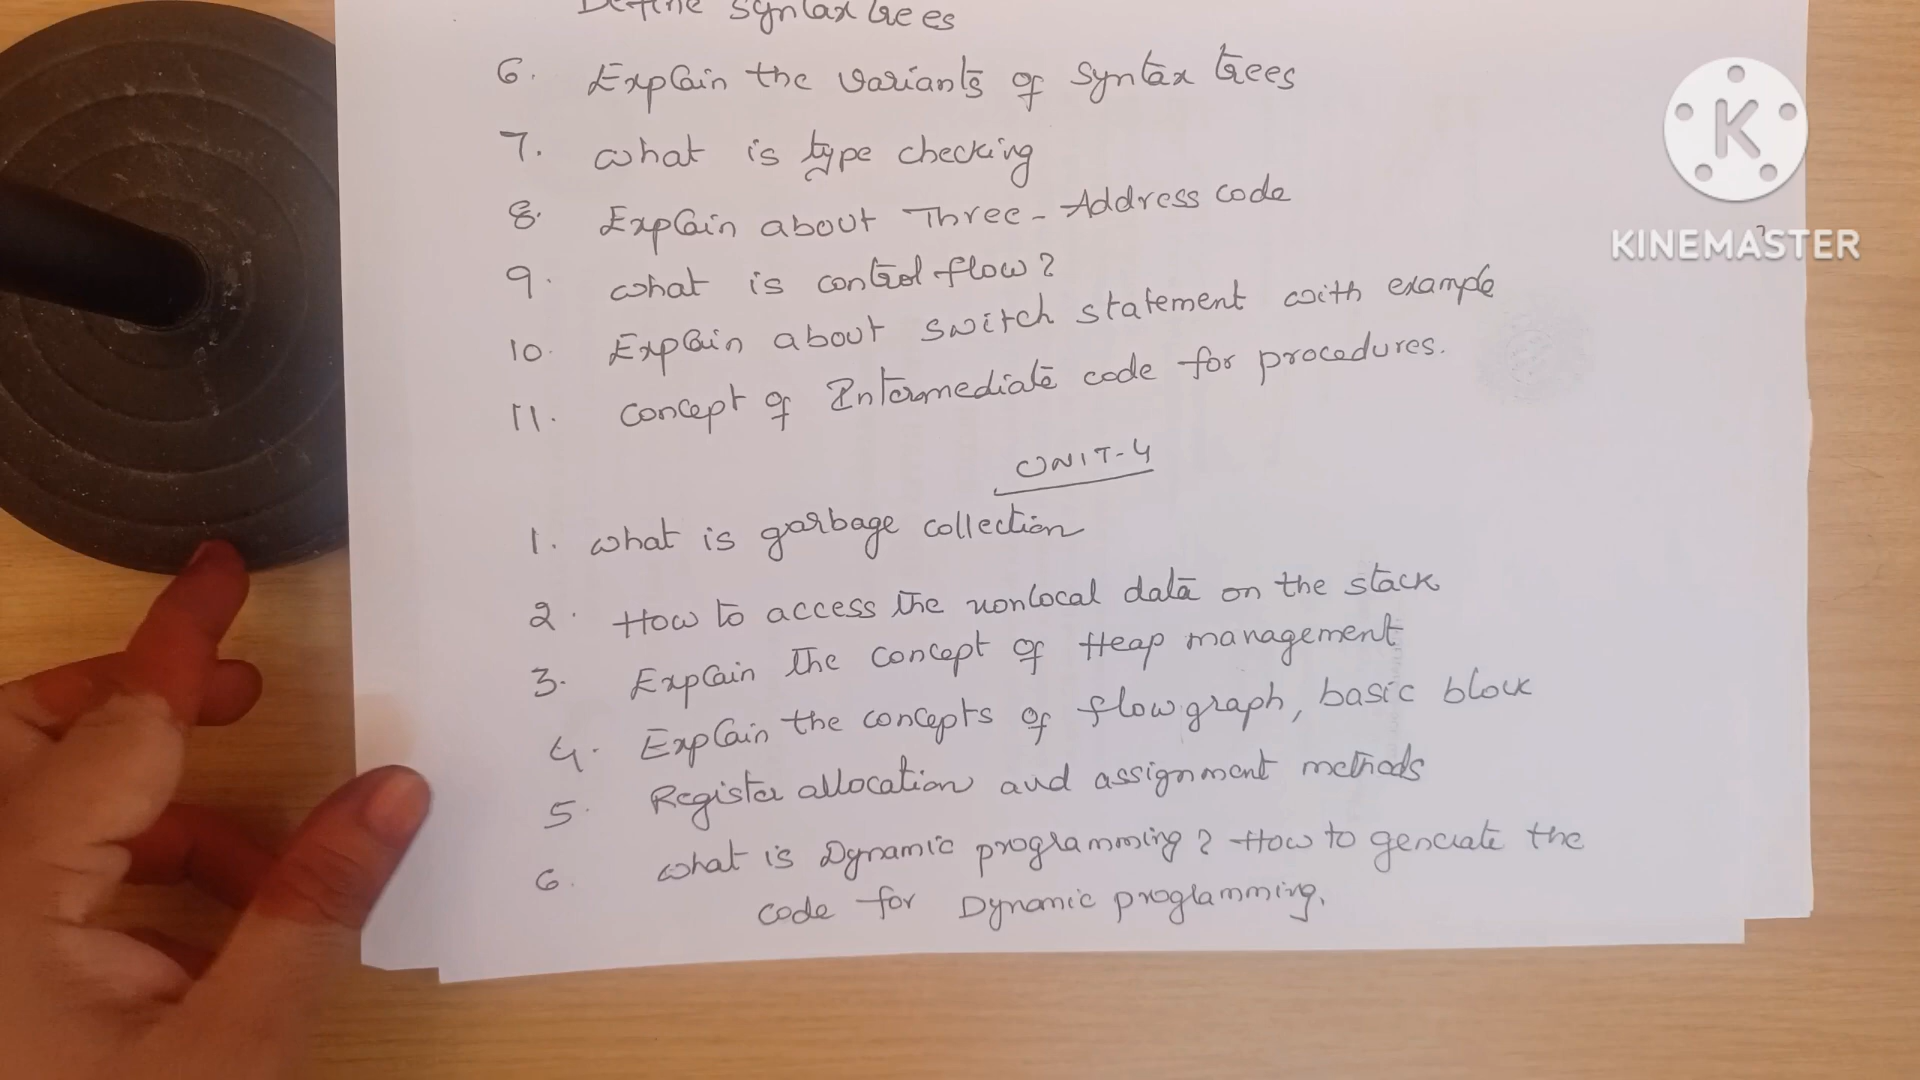 Define syntax trees
6. Explain the variants of syntax trees
7. what is type checking
8. Explain about Three-Address code
9. what is control flow?
10. Explain about switch statement with example
11. concept of Intermediate code for procedures.
UNIT-4
1. what is garbage collection
2. How to access the nonlocal data on the stack
3. Explain the concept of Heap management
4. Explain the concepts of flow graph, basic block
5. Register allocation and assignment methods
6. what is Dynamic programming? How to generate the
code for Dynamic programming.
K
KINEMASTER